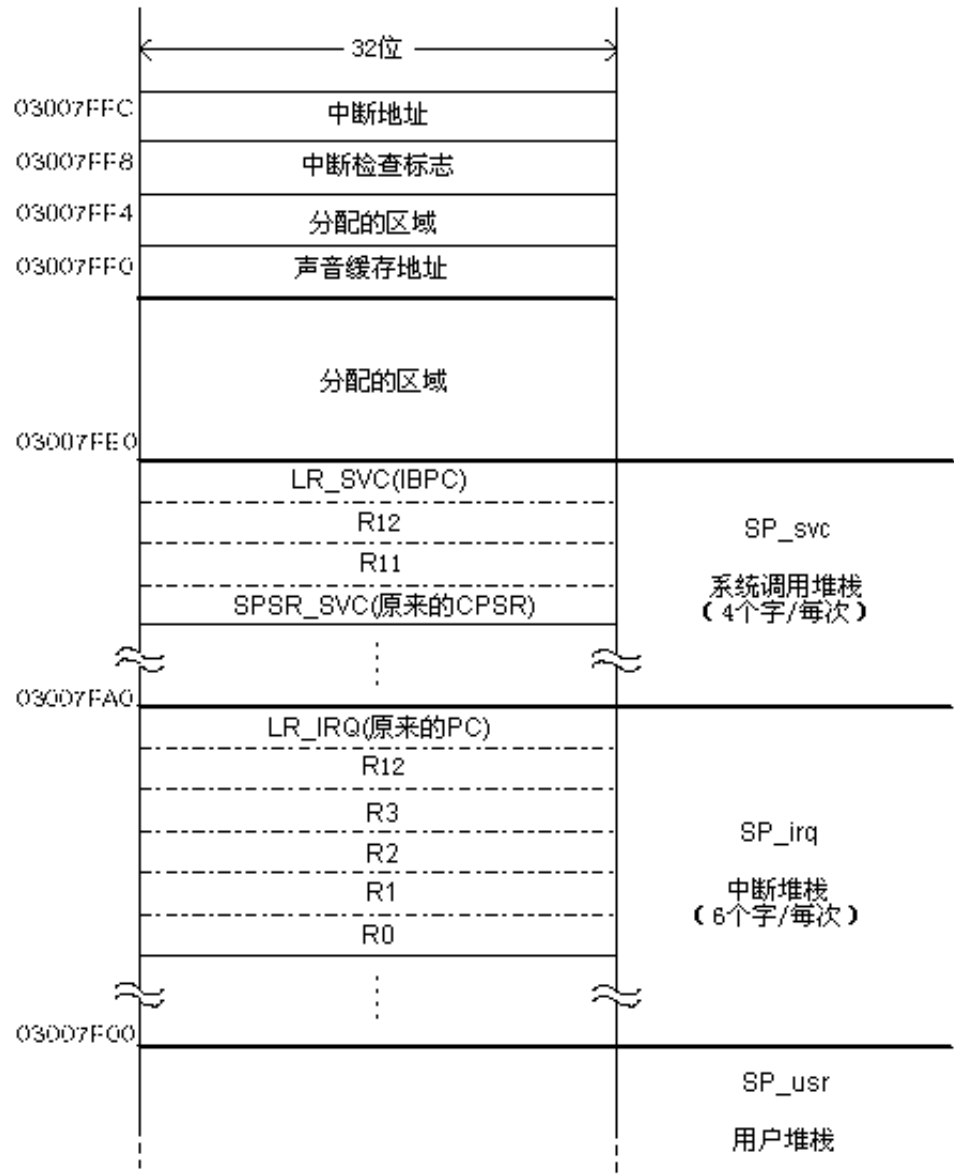 32位
03007FFC 中断地址
03007FF8 中断检查标志
03007FF4 分配的区域
03007FF0 声音缓存地址
分配的区域
03007FE0
LR_SVC(IBPC)
R12
R11
SPSR_SVC(原来的CPSR)
SP_svc
系统调用堆栈
(4个字/每次)
03007FA0
LR_IRQ(原来的PC)
R12
R3
R2
R1
R0
SP_irq
中断堆栈
(6个字/每次)
03007F00
SP_usr
用户堆栈